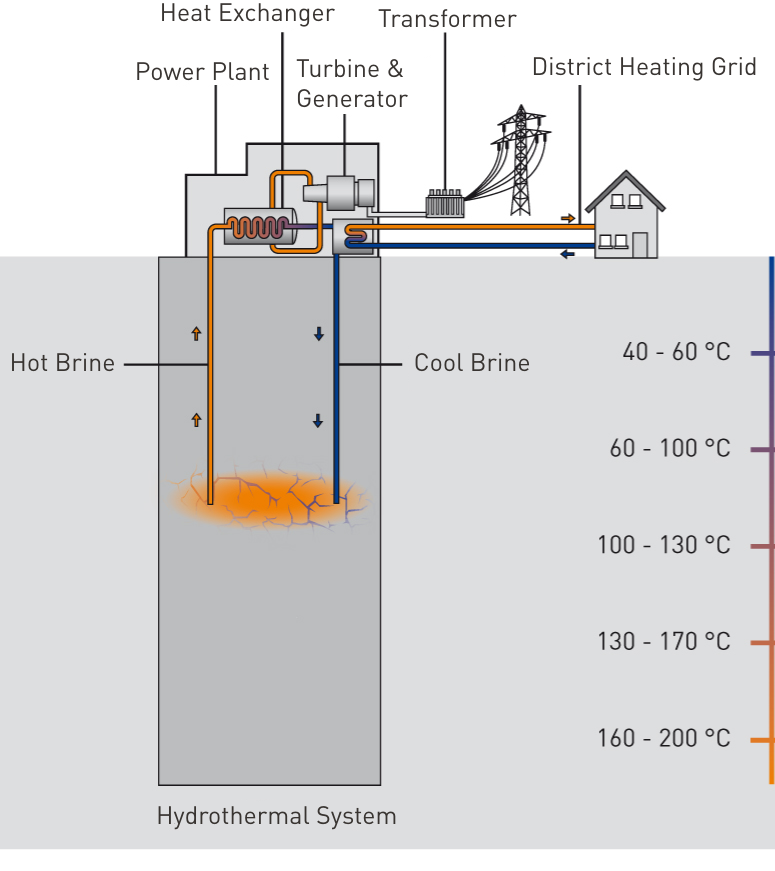 Heat Exchanger
Transformer
Power Plant
Turbine &
Generator
District Heating Grid
Hot Brine
Cool Brine
40 - 60 °C
60 - 100 °C
100 - 130 °C
130 - 170 °C
160 - 200 °C
Hydrothermal System